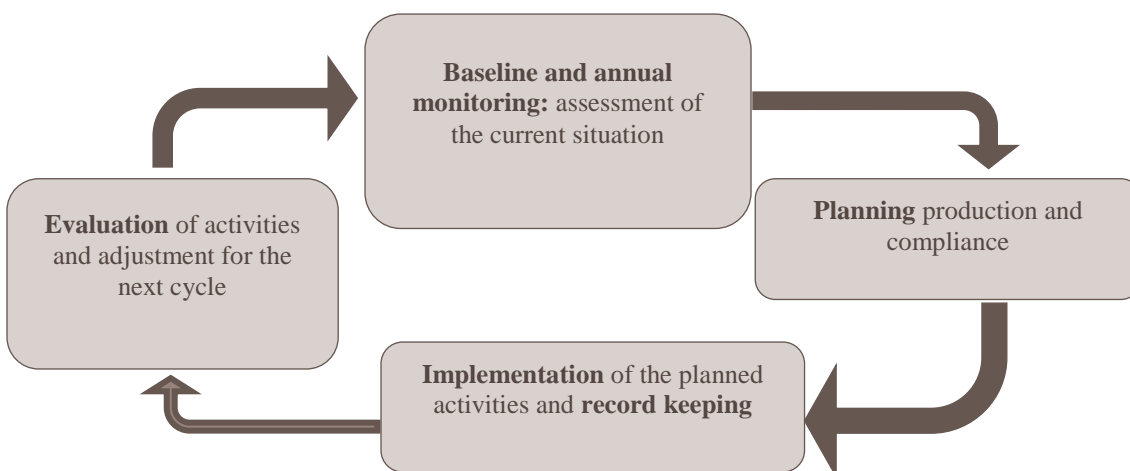 Baseline and annual
monitoring: assessment of
the current situation
Planning production and
compliance
Implementation of the planned
activities and record keeping
Evaluation of activities
and adjustment for the
next cycle